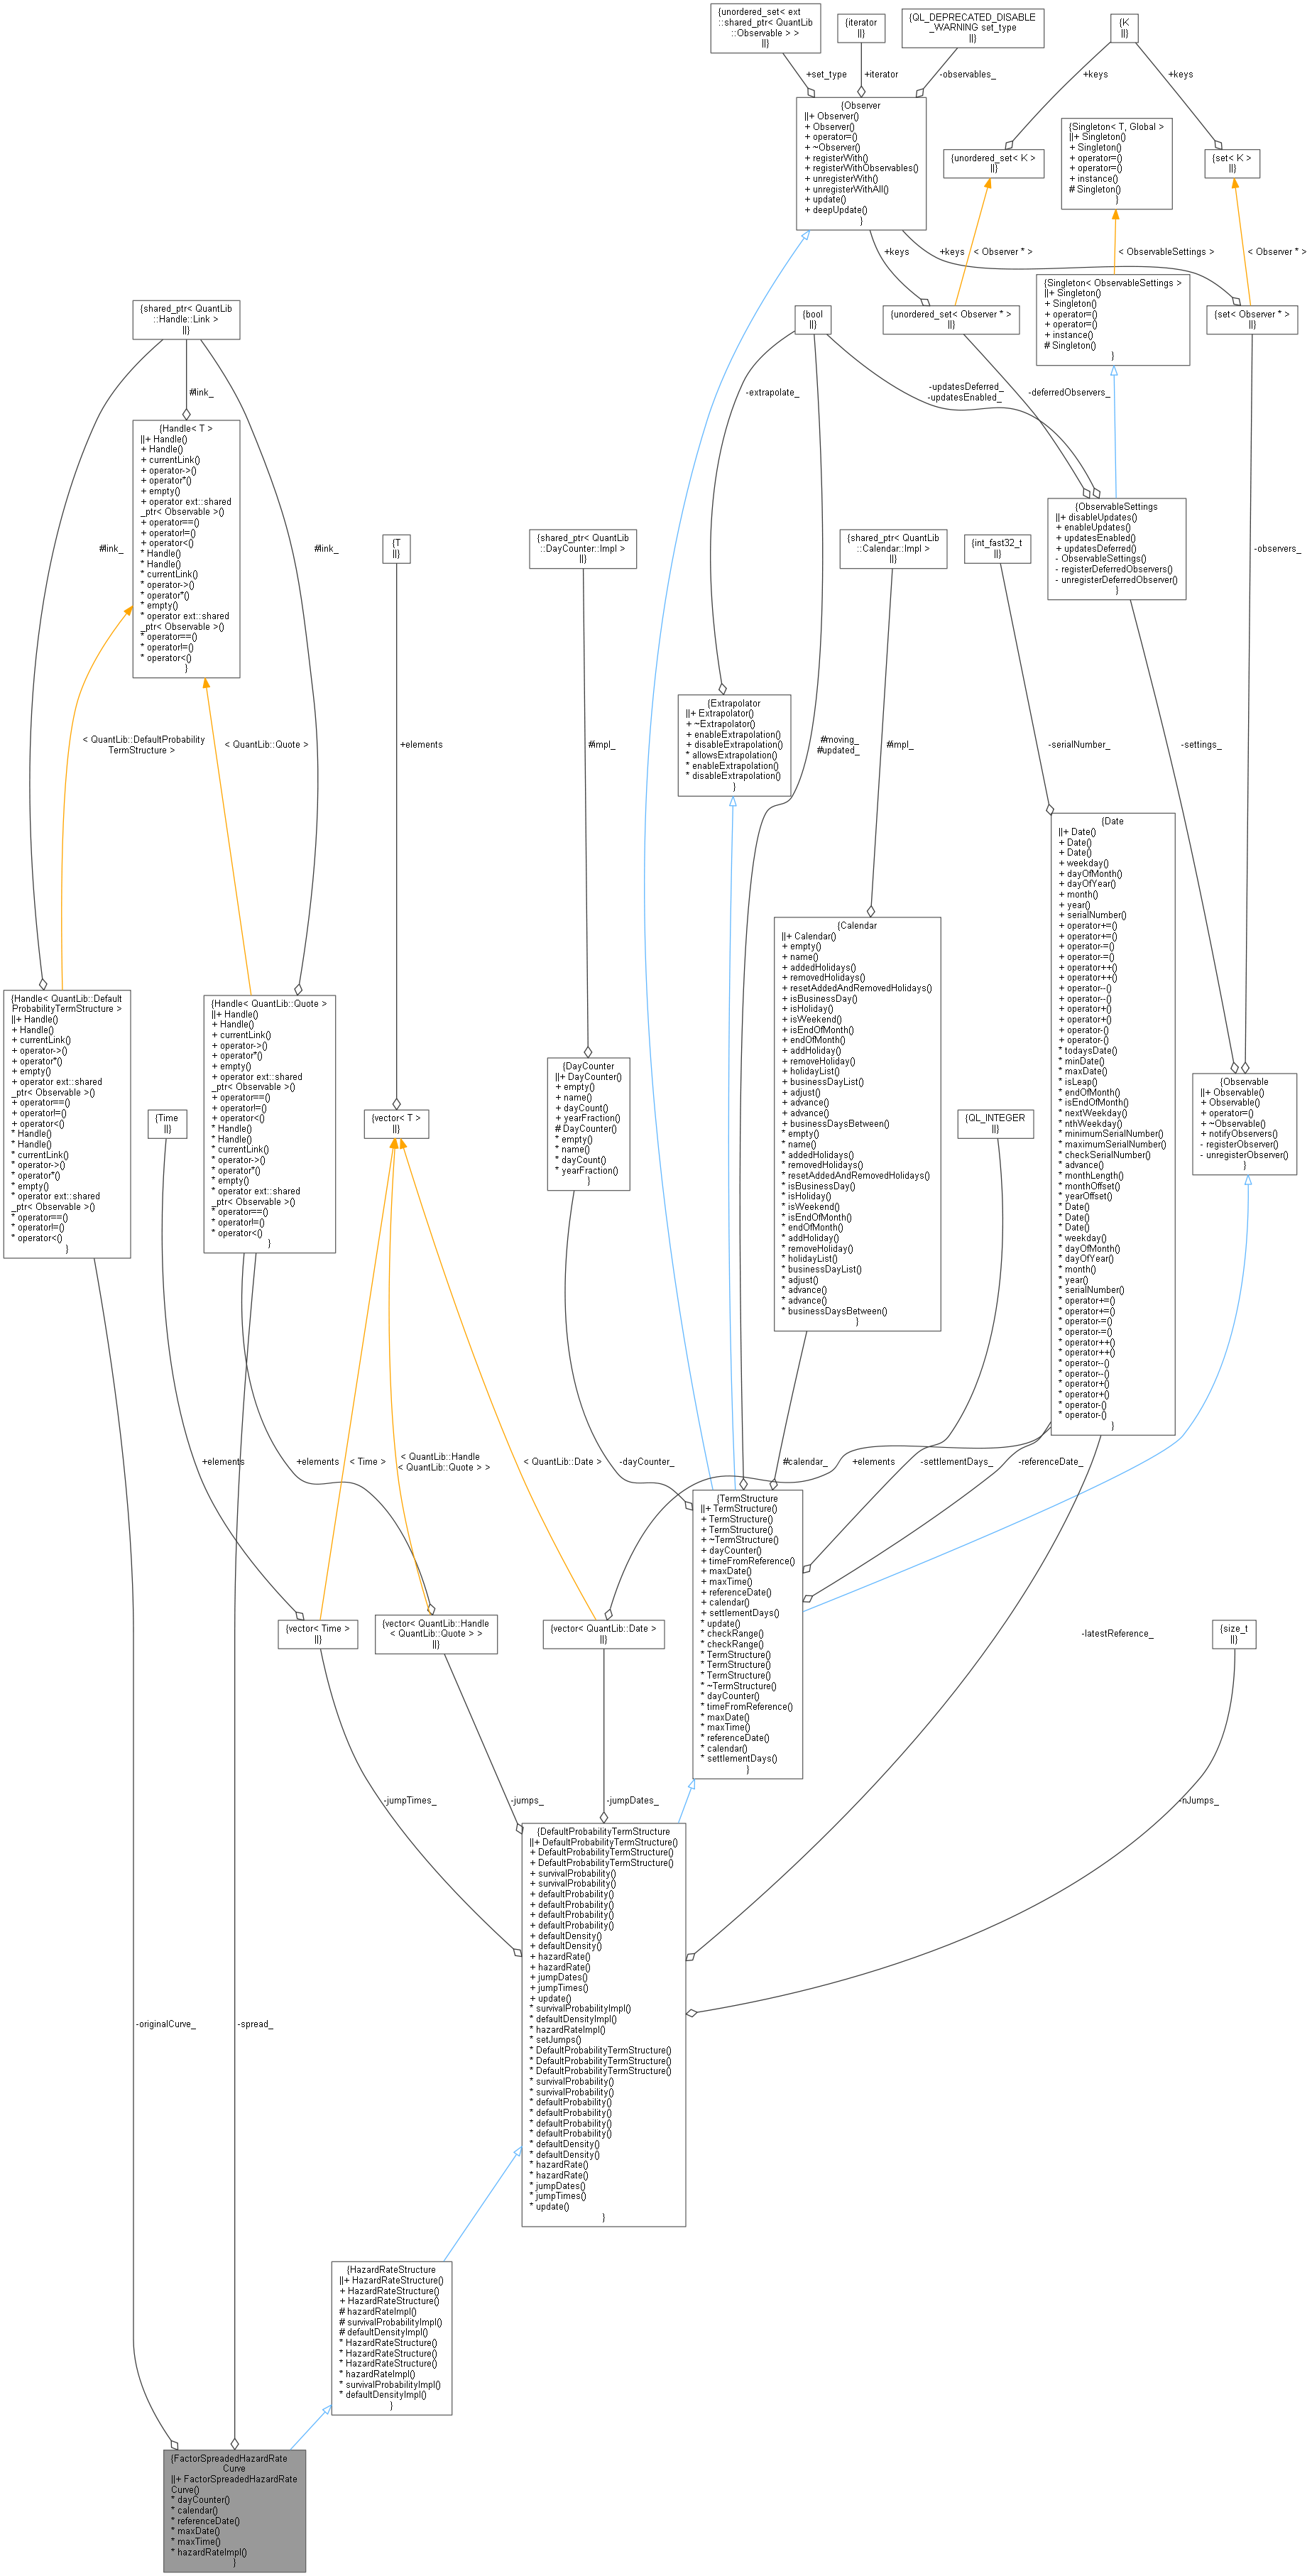 {unordered_set< ext
::shared_ptr< QuantLib
::Observable > >
||}
{iterator
||}
{QL_DEPRECATED_DISABLE
_WARNING set_type
||}
{K
||}
+set_type
+iterator
-observables_
+keys
+keys
{Observer
||+ Observer()
+ Observer()
+ operator=()
+ ~Observer()
+ registerWith()
+ registerWithObservables()
+ unregisterWith()
+ unregisterWithAll()
+ update()
+ deepUpdate()
}
{unordered_set< K >
||}
{Singleton< T, Global >
||+ Singleton()
+ Singleton()
+ operator=()
+ operator=()
+ instance()
# Singleton()
}
{set< K >
||}
+keys
+keys
< Observer * >
< ObservableSettings >
< Observer * >
{shared_ptr< QuantLib
::Handle::Link >
||}
{bool
||}
{unordered_set< Observer * >
||}
{Singleton< ObservableSettings >
||+ Singleton()
+ Singleton()
+ operator=()
+ operator=()
+ instance()
# Singleton()
}
{set< Observer * >
||}
#link_
-extrapolate_
-updatesDeferred_
-updatesEnabled_
-deferredObservers_
{Handle< T >
||+ Handle()
+ Handle()
+ currentLink()
+ operator->()
+ operator*()
+ empty()
+ operator ext::shared
_ptr< Observable >()
+ operator==()
+ operator!=()
+ operator<()
* Handle()
* Handle()
* currentLink()
* operator->()
* operator*()
* empty()
* operator ext::shared
_ptr< Observable >()
* operator==()
* operator!=()
* operator<()
}
#link_
#link_
{T
||}
{shared_ptr< QuantLib
::DayCounter::Impl >
||}
{shared_ptr< QuantLib
::Calendar::Impl >
||}
{int_fast32_t
||}
{ObservableSettings
||+ disableUpdates()
+ enableUpdates()
+ updatesEnabled()
+ updatesDeferred()
- ObservableSettings()
- registerDeferredObservers()
- unregisterDeferredObserver()
}
-observers_
{Extrapolator
||+ Extrapolator()
+ ~Extrapolator()
+ enableExtrapolation()
+ disableExtrapolation()
* allowsExtrapolation()
* enableExtrapolation()
* disableExtrapolation()
}
< QuantLib::DefaultProbability
TermStructure >
< QuantLib::Quote >
+elements
#impl_
#moving_
#updated_
#impl_
-serialNumber_
-settings_
{Handle< QuantLib::Default
ProbabilityTermStructure >
||+ Handle()
+ Handle()
+ currentLink()
+ operator->()
+ operator*()
+ empty()
+ operator ext::shared
_ptr< Observable >()
+ operator==()
+ operator!=()
+ operator<()
* Handle()
* Handle()
* currentLink()
* operator->()
* operator*()
* empty()
* operator ext::shared
_ptr< Observable >()
* operator==()
* operator!=()
* operator<()
}
{Time
||}
{Handle< QuantLib::Quote >
||+ Handle()
+ Handle()
+ currentLink()
+ operator->()
+ operator*()
+ empty()
+ operator ext::shared
_ptr< Observable >()
+ operator==()
+ operator!=()
+ operator<()
* Handle()
* Handle()
* currentLink()
* operator->()
* operator*()
* empty()
* operator ext::shared
_ptr< Observable >()
* operator==()
* operator!=()
* operator<()
}
{vector< T >
||}
{DayCounter
||+ DayCounter()
+ empty()
+ name()
+ dayCount()
+ yearFraction()
# DayCounter()
* empty()
* name()
* dayCount()
* yearFraction()
}
{Calendar
||+ Calendar()
+ empty()
+ name()
+ addedHolidays()
+ removedHolidays()
+ resetAddedAndRemovedHolidays()
+ isBusinessDay()
+ isHoliday()
+ isWeekend()
+ isEndOfMonth()
+ endOfMonth()
+ addHoliday()
+ removeHoliday()
+ holidayList()
+ businessDayList()
+ adjust()
+ advance()
+ advance()
+ businessDaysBetween()
* empty()
* name()
* addedHolidays()
* removedHolidays()
* resetAddedAndRemovedHolidays()
* isBusinessDay()
* isHoliday()
* isWeekend()
* isEndOfMonth()
* endOfMonth()
* addHoliday()
* removeHoliday()
* holidayList()
* businessDayList()
* adjust()
* advance()
* advance()
* businessDaysBetween()
}
{QL_INTEGER
||}
{Date
||+ Date()
+ Date()
+ Date()
+ weekday()
+ dayOfMonth()
+ dayOfYear()
+ month()
+ year()
+ serialNumber()
+ operator+=()
+ operator+=()
+ operator-=()
+ operator-=()
+ operator++()
+ operator++()
+ operator--()
+ operator--()
+ operator+()
+ operator+()
+ operator-()
+ operator-()
* todaysDate()
* minDate()
* maxDate()
* isLeap()
* endOfMonth()
* isEndOfMonth()
* nextWeekday()
* nthWeekday()
* minimumSerialNumber()
* maximumSerialNumber()
* checkSerialNumber()
* advance()
* monthLength()
* monthOffset()
* yearOffset()
* Date()
* Date()
* Date()
* weekday()
* dayOfMonth()
* dayOfYear()
* month()
* year()
* serialNumber()
* operator+=()
* operator+=()
* operator-=()
* operator-=()
* operator++()
* operator++()
* operator--()
* operator--()
* operator+()
* operator+()
* operator-()
* operator-()
}
{Observable
||+ Observable()
+ Observable()
+ operator=()
+ ~Observable()
+ notifyObservers()
- registerObserver()
- unregisterObserver()
}
+elements
+elements
< Time >
< QuantLib::Handle
< QuantLib::Quote > >
< QuantLib::Date >
-dayCounter_
#calendar_
+elements
-settlementDays_
-referenceDate_
{TermStructure
||+ TermStructure()
+ TermStructure()
+ TermStructure()
+ ~TermStructure()
+ dayCounter()
+ timeFromReference()
+ maxDate()
+ maxTime()
+ referenceDate()
+ calendar()
+ settlementDays()
* update()
* checkRange()
* checkRange()
* TermStructure()
* TermStructure()
* TermStructure()
* ~TermStructure()
* dayCounter()
* timeFromReference()
* maxDate()
* maxTime()
* referenceDate()
* calendar()
* settlementDays()
}
{vector< Time >
||}
{vector< QuantLib::Handle
< QuantLib::Quote > >
||}
{vector< QuantLib::Date >
||}
-latestReference_
{size_t
||}
-jumpTimes_
-jumps_
-jumpDates_
-nJumps_
{DefaultProbabilityTermStructure
||+ DefaultProbabilityTermStructure()
+ DefaultProbabilityTermStructure()
+ DefaultProbabilityTermStructure()
+ survivalProbability()
+ survivalProbability()
+ defaultProbability()
+ defaultProbability()
+ defaultProbability()
+ defaultProbability()
+ defaultDensity()
+ defaultDensity()
+ hazardRate()
+ hazardRate()
+ jumpDates()
+ jumpTimes()
+ update()
* survivalProbabilityImpl()
* defaultDensityImpl()
* hazardRateImpl()
* setJumps()
* DefaultProbabilityTermStructure()
* DefaultProbabilityTermStructure()
* DefaultProbabilityTermStructure()
* survivalProbability()
* survivalProbability()
* defaultProbability()
* defaultProbability()
* defaultProbability()
* defaultProbability()
* defaultDensity()
* defaultDensity()
* hazardRate()
* hazardRate()
* jumpDates()
* jumpTimes()
* update()
}
-originalCurve_
-spread_
{HazardRateStructure
||+ HazardRateStructure()
+ HazardRateStructure()
+ HazardRateStructure()
# hazardRateImpl()
# survivalProbabilityImpl()
# defaultDensityImpl()
* HazardRateStructure()
* HazardRateStructure()
* HazardRateStructure()
* hazardRateImpl()
* survivalProbabilityImpl()
* defaultDensityImpl()
}
{FactorSpreadedHazardRate
Curve
||+ FactorSpreadedHazardRate
Curve()
* dayCounter()
* calendar()
* referenceDate()
* maxDate()
* maxTime()
* hazardRateImpl()
}